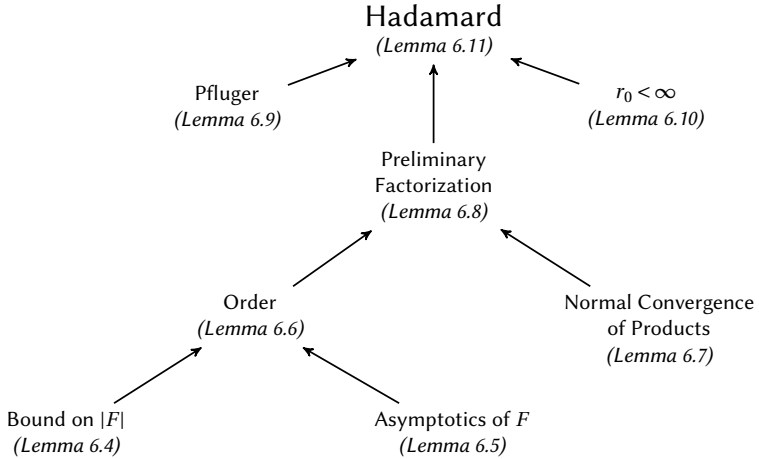 Hadamard
(Lemma 6.11)
Pfluger
(Lemma 6.9)
r₀ < ∞
(Lemma 6.10)
Preliminary
Factorization
(Lemma 6.8)
Order
(Lemma 6.6)
Normal Convergence
of Products
(Lemma 6.7)
Bound on |F|
(Lemma 6.4)
Asymptotics of F
(Lemma 6.5)